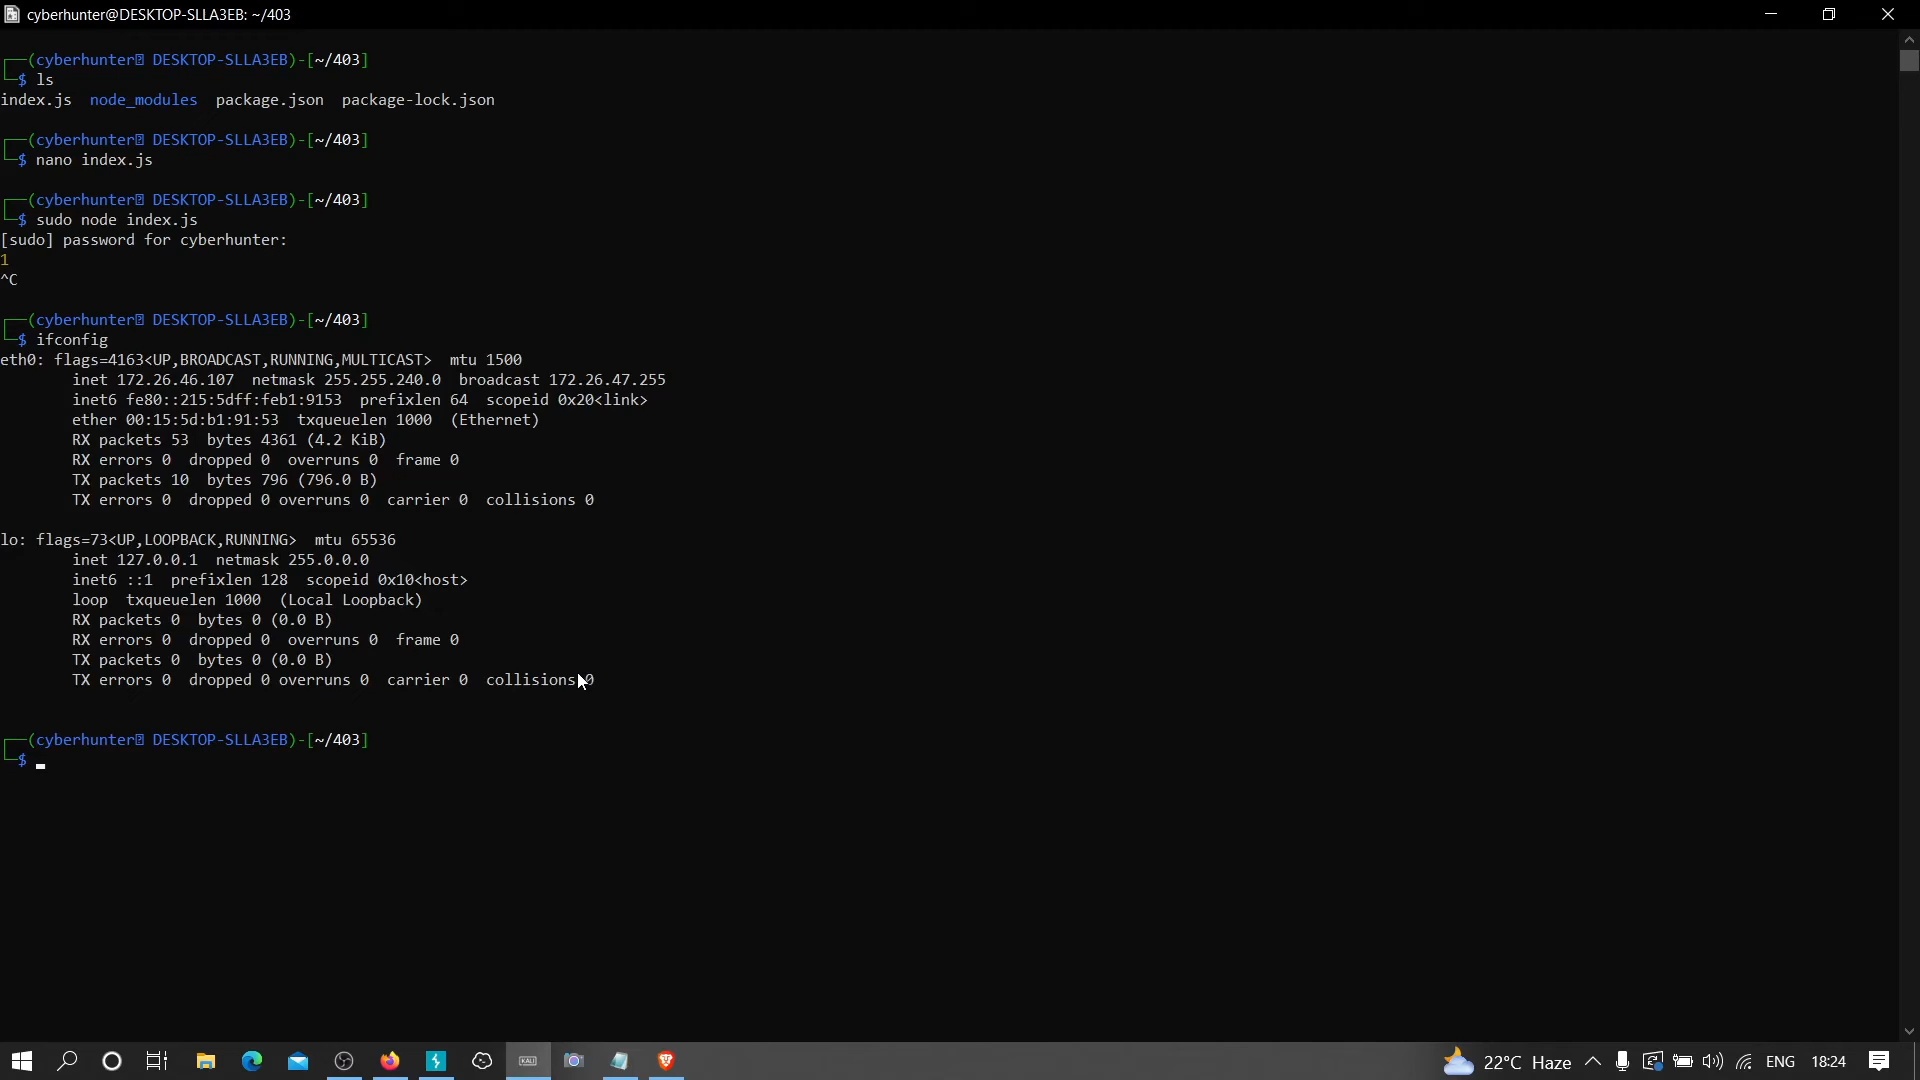 cyberhunter@DESKTOP-SLLA3EB: ~/403
┌──(cyberhunter⍰ DESKTOP-SLLA3EB)-[~/403]
└─$ ls
index.js  node_modules  package.json  package-lock.json
┌──(cyberhunter⍰ DESKTOP-SLLA3EB)-[~/403]
└─$ nano index.js
┌──(cyberhunter⍰ DESKTOP-SLLA3EB)-[~/403]
└─$ sudo node index.js
[sudo] password for cyberhunter:
1
^C
┌──(cyberhunter⍰ DESKTOP-SLLA3EB)-[~/403]
└─$ ifconfig
eth0: flags=4163<UP,BROADCAST,RUNNING,MULTICAST>  mtu 1500
        inet 172.26.46.107  netmask 255.255.240.0  broadcast 172.26.47.255
        inet6 fe80::215:5dff:feb1:9153  prefixlen 64  scopeid 0x20<link>
        ether 00:15:5d:b1:91:53  txqueuelen 1000  (Ethernet)
        RX packets 53  bytes 4361 (4.2 KiB)
        RX errors 0  dropped 0  overruns 0  frame 0
        TX packets 10  bytes 796 (796.0 B)
        TX errors 0  dropped 0 overruns 0  carrier 0  collisions 0
lo: flags=73<UP,LOOPBACK,RUNNING>  mtu 65536
        inet 127.0.0.1  netmask 255.0.0.0
        inet6 ::1  prefixlen 128  scopeid 0x10<host>
        loop  txqueuelen 1000  (Local Loopback)
        RX packets 0  bytes 0 (0.0 B)
        RX errors 0  dropped 0  overruns 0  frame 0
        TX packets 0  bytes 0 (0.0 B)
        TX errors 0  dropped 0 overruns 0  carrier 0  collisions 0
┌──(cyberhunter⍰ DESKTOP-SLLA3EB)-[~/403]
└─$
KALI
22°C Haze ENG 18:24